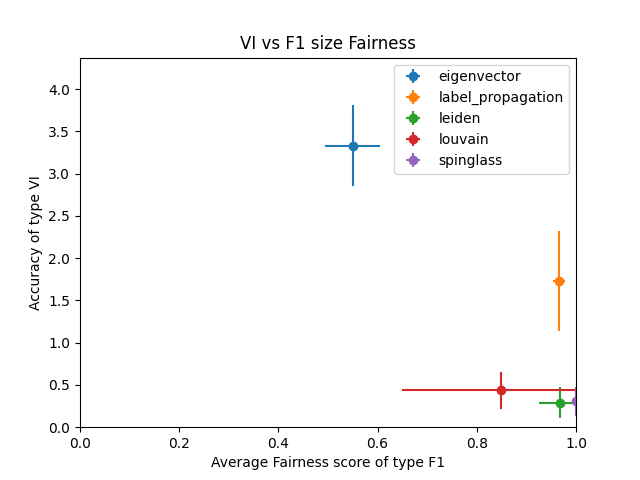 VI vs F1 size Fairness
eigenvector
label_propagation
leiden
louvain
spinglass
Accuracy of type VI
4.0
3.5
3.0
2.5
2.0
1.5
1.0
0.5
0.0
0.0 0.2 0.4 0.6 0.8 1.0
Average Fairness score of type F1